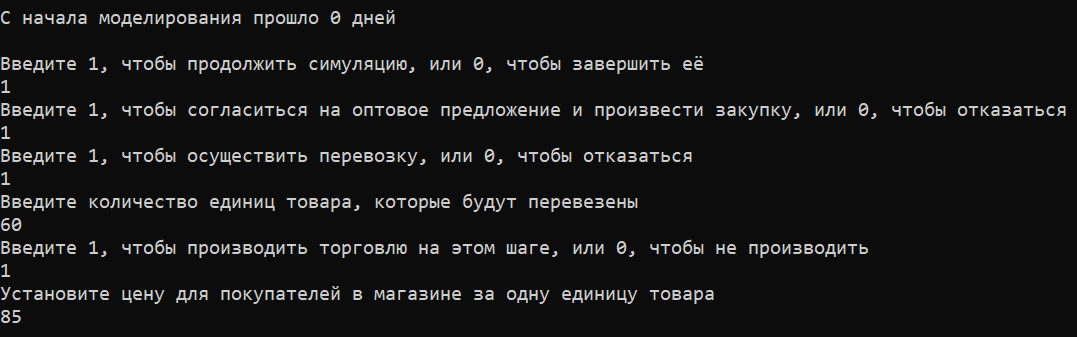 С начала моделирования прошло 0 дней
Введите 1, чтобы продолжить симуляцию, или 0, чтобы завершить её
1
Введите 1, чтобы согласиться на оптовое предложение и произвести закупку, или 0, чтобы отказаться
1
Введите 1, чтобы осуществить перевозку, или 0, чтобы отказаться
1
Введите количество единиц товара, которые будут перевезены
60
Введите 1, чтобы производить торговлю на этом шаге, или 0, чтобы не производить
1
Установите цену для покупателей в магазине за одну единицу товара
85